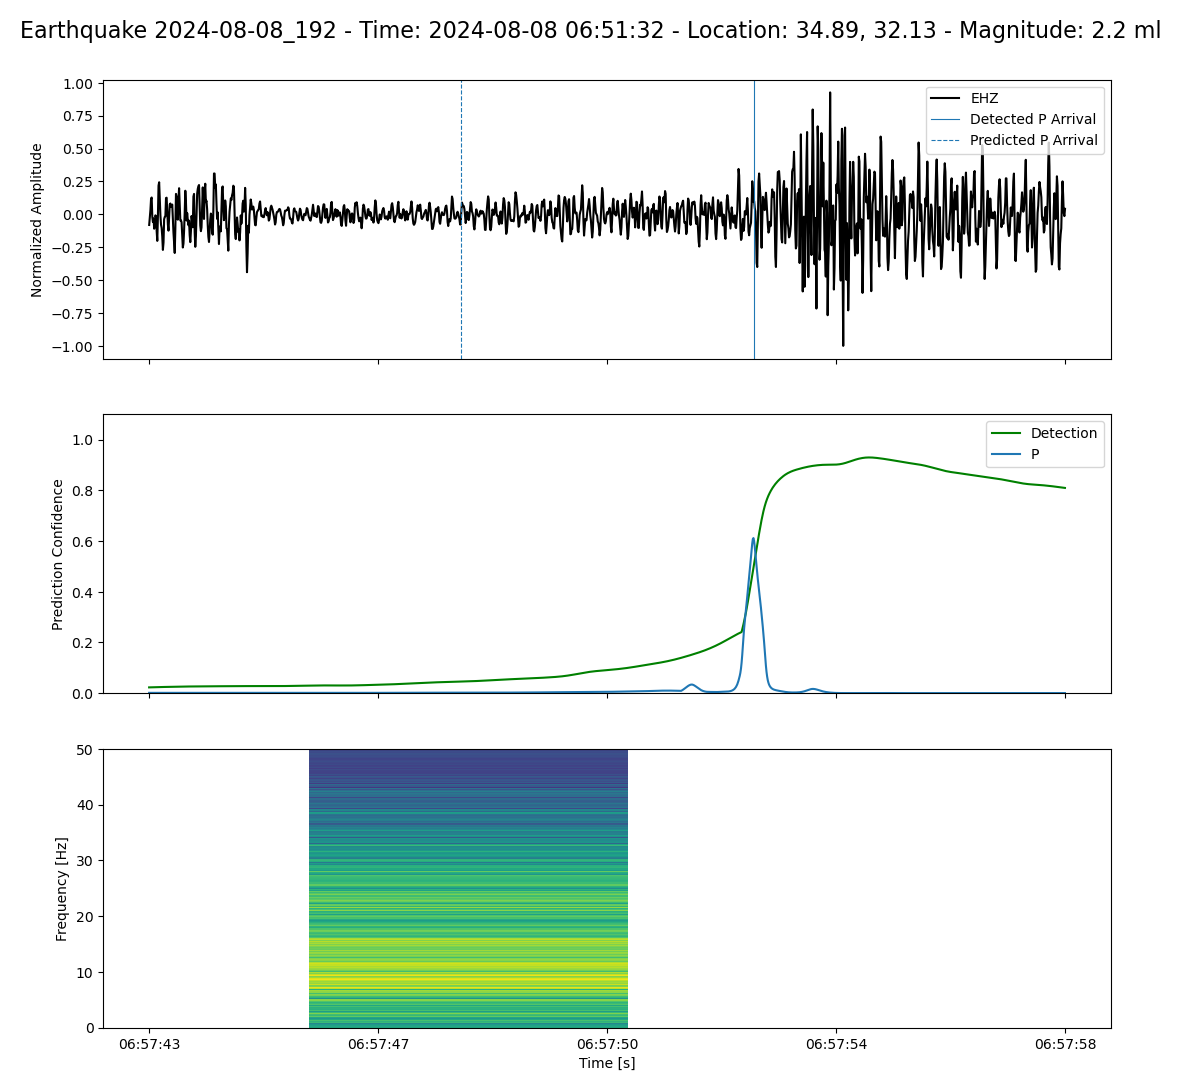 Earthquake 2024-08-08_192 - Time: 2024-08-08 06:51:32 - Location: 34.89, 32.13 - Magnitude: 2.2 ml
Normalized Amplitude
1.00
0.75
0.50
0.25
0.00
−0.25
−0.50
−0.75
−1.00
EHZ
Detected P Arrival
Predicted P Arrival
Prediction Confidence
1.0
0.8
0.6
0.4
0.2
0.0
Detection
P
Frequency [Hz]
50
40
30
20
10
0
06:57:43 06:57:47 06:57:50 06:57:54 06:57:58
Time [s]